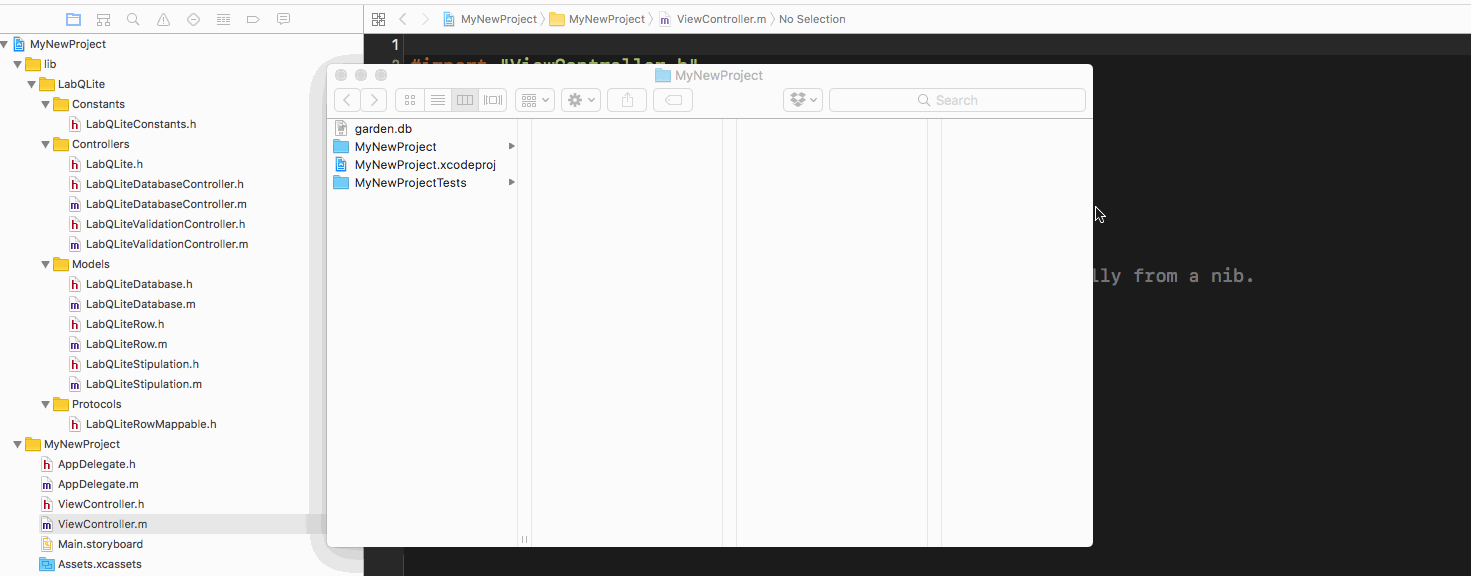 MyNewProject
lib
LabQLite
Constants
LabQLiteConstants.h
Controllers
LabQLite.h
LabQLiteDatabaseController.h
LabQLiteDatabaseController.m
LabQLiteValidationController.h
LabQLiteValidationController.m
Models
LabQLiteDatabase.h
LabQLiteDatabase.m
LabQLiteRow.h
LabQLiteRow.m
LabQLiteStipulation.h
LabQLiteStipulation.m
Protocols
LabQLiteRowMappable.h
MyNewProject
AppDelegate.h
AppDelegate.m
ViewController.h
ViewController.m
Main.storyboard
Assets.xcassets
MyNewProject MyNewProject ViewController.m No Selection
1
#import "ViewController.h"
MyNewProject
Search
garden.db
MyNewProject
MyNewProject.xcodeproj
MyNewProjectTests
lly from a nib.